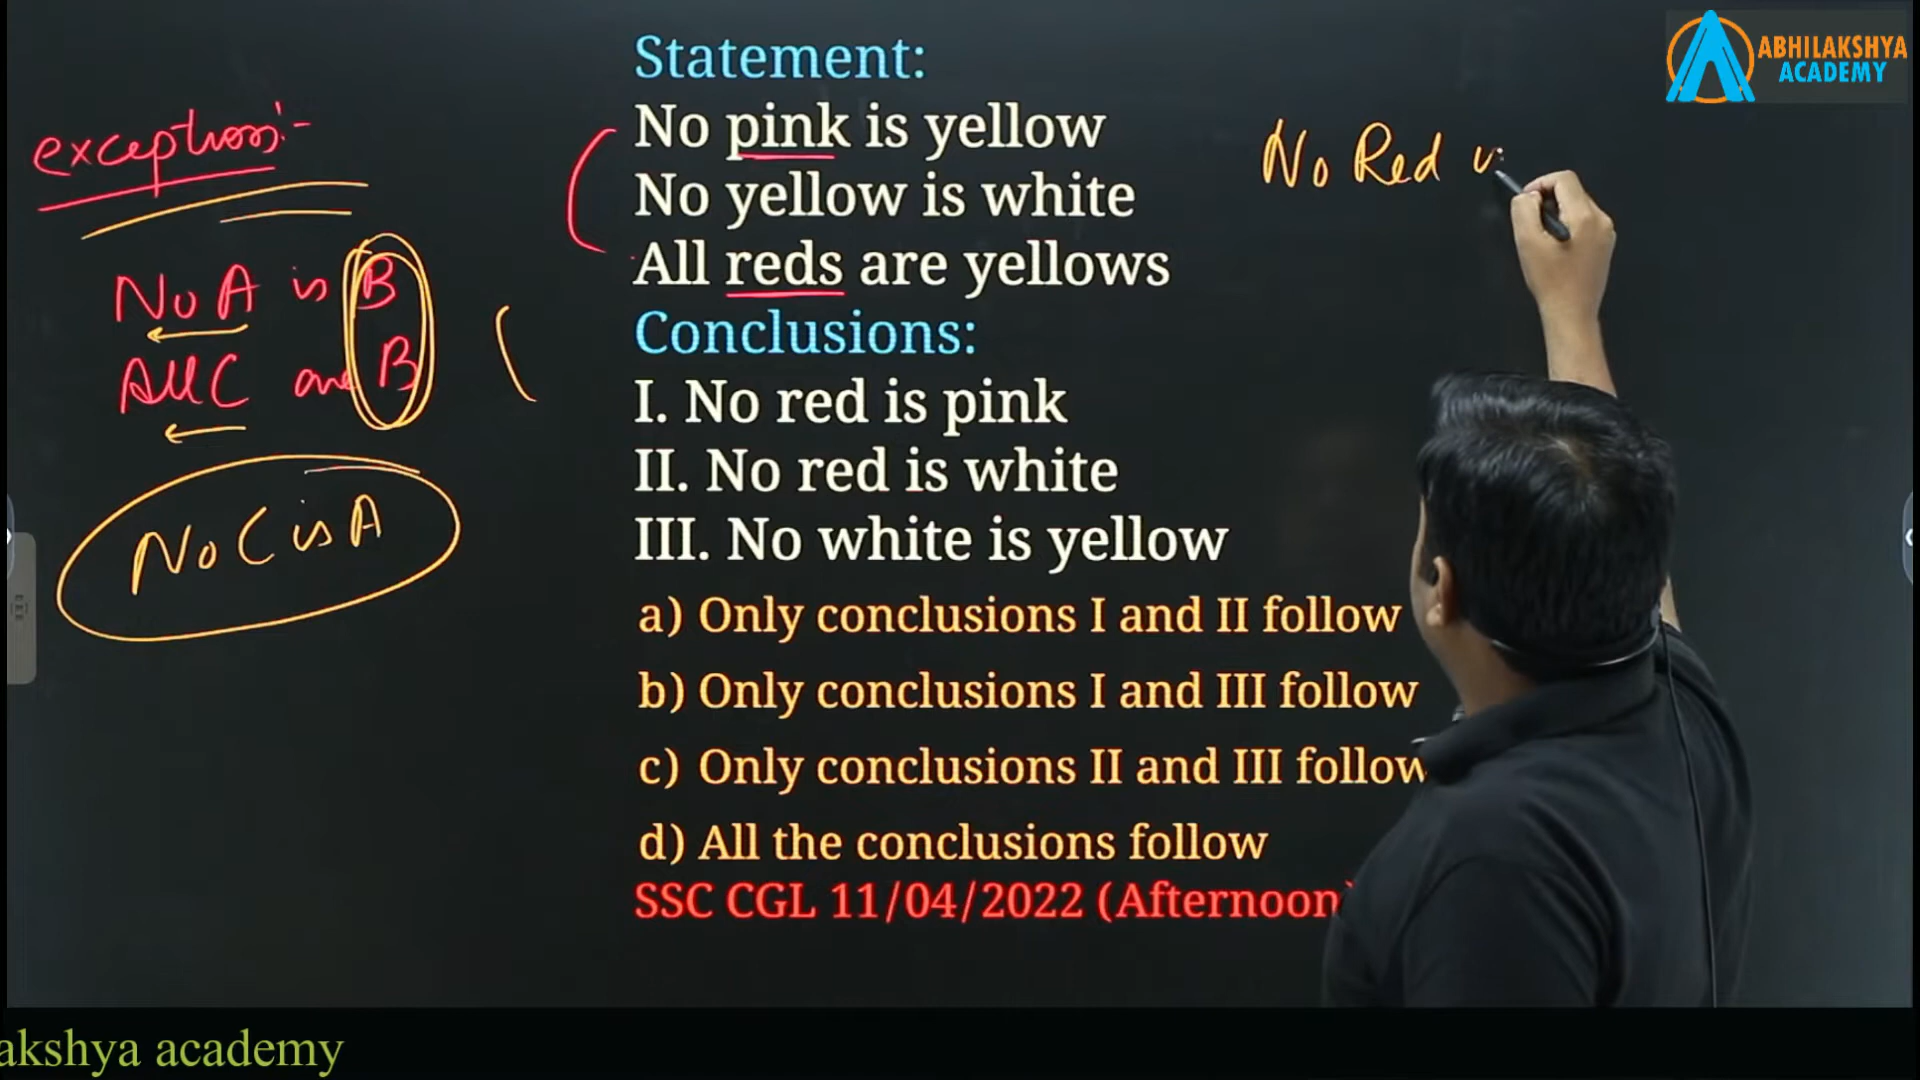 ABHILAKSHYA
ACADEMY
exception:-
No A is B
All C are B
No C is A
Statement:
No pink is yellow
No yellow is white
All reds are yellows
Conclusions:
I. No red is pink
II. No red is white
III. No white is yellow
a) Only conclusions I and II follow
b) Only conclusions I and III follow
c) Only conclusions II and III follow
d) All the conclusions follow
SSC CGL 11/04/2022 (Afternoon)
No Red
akshya academy